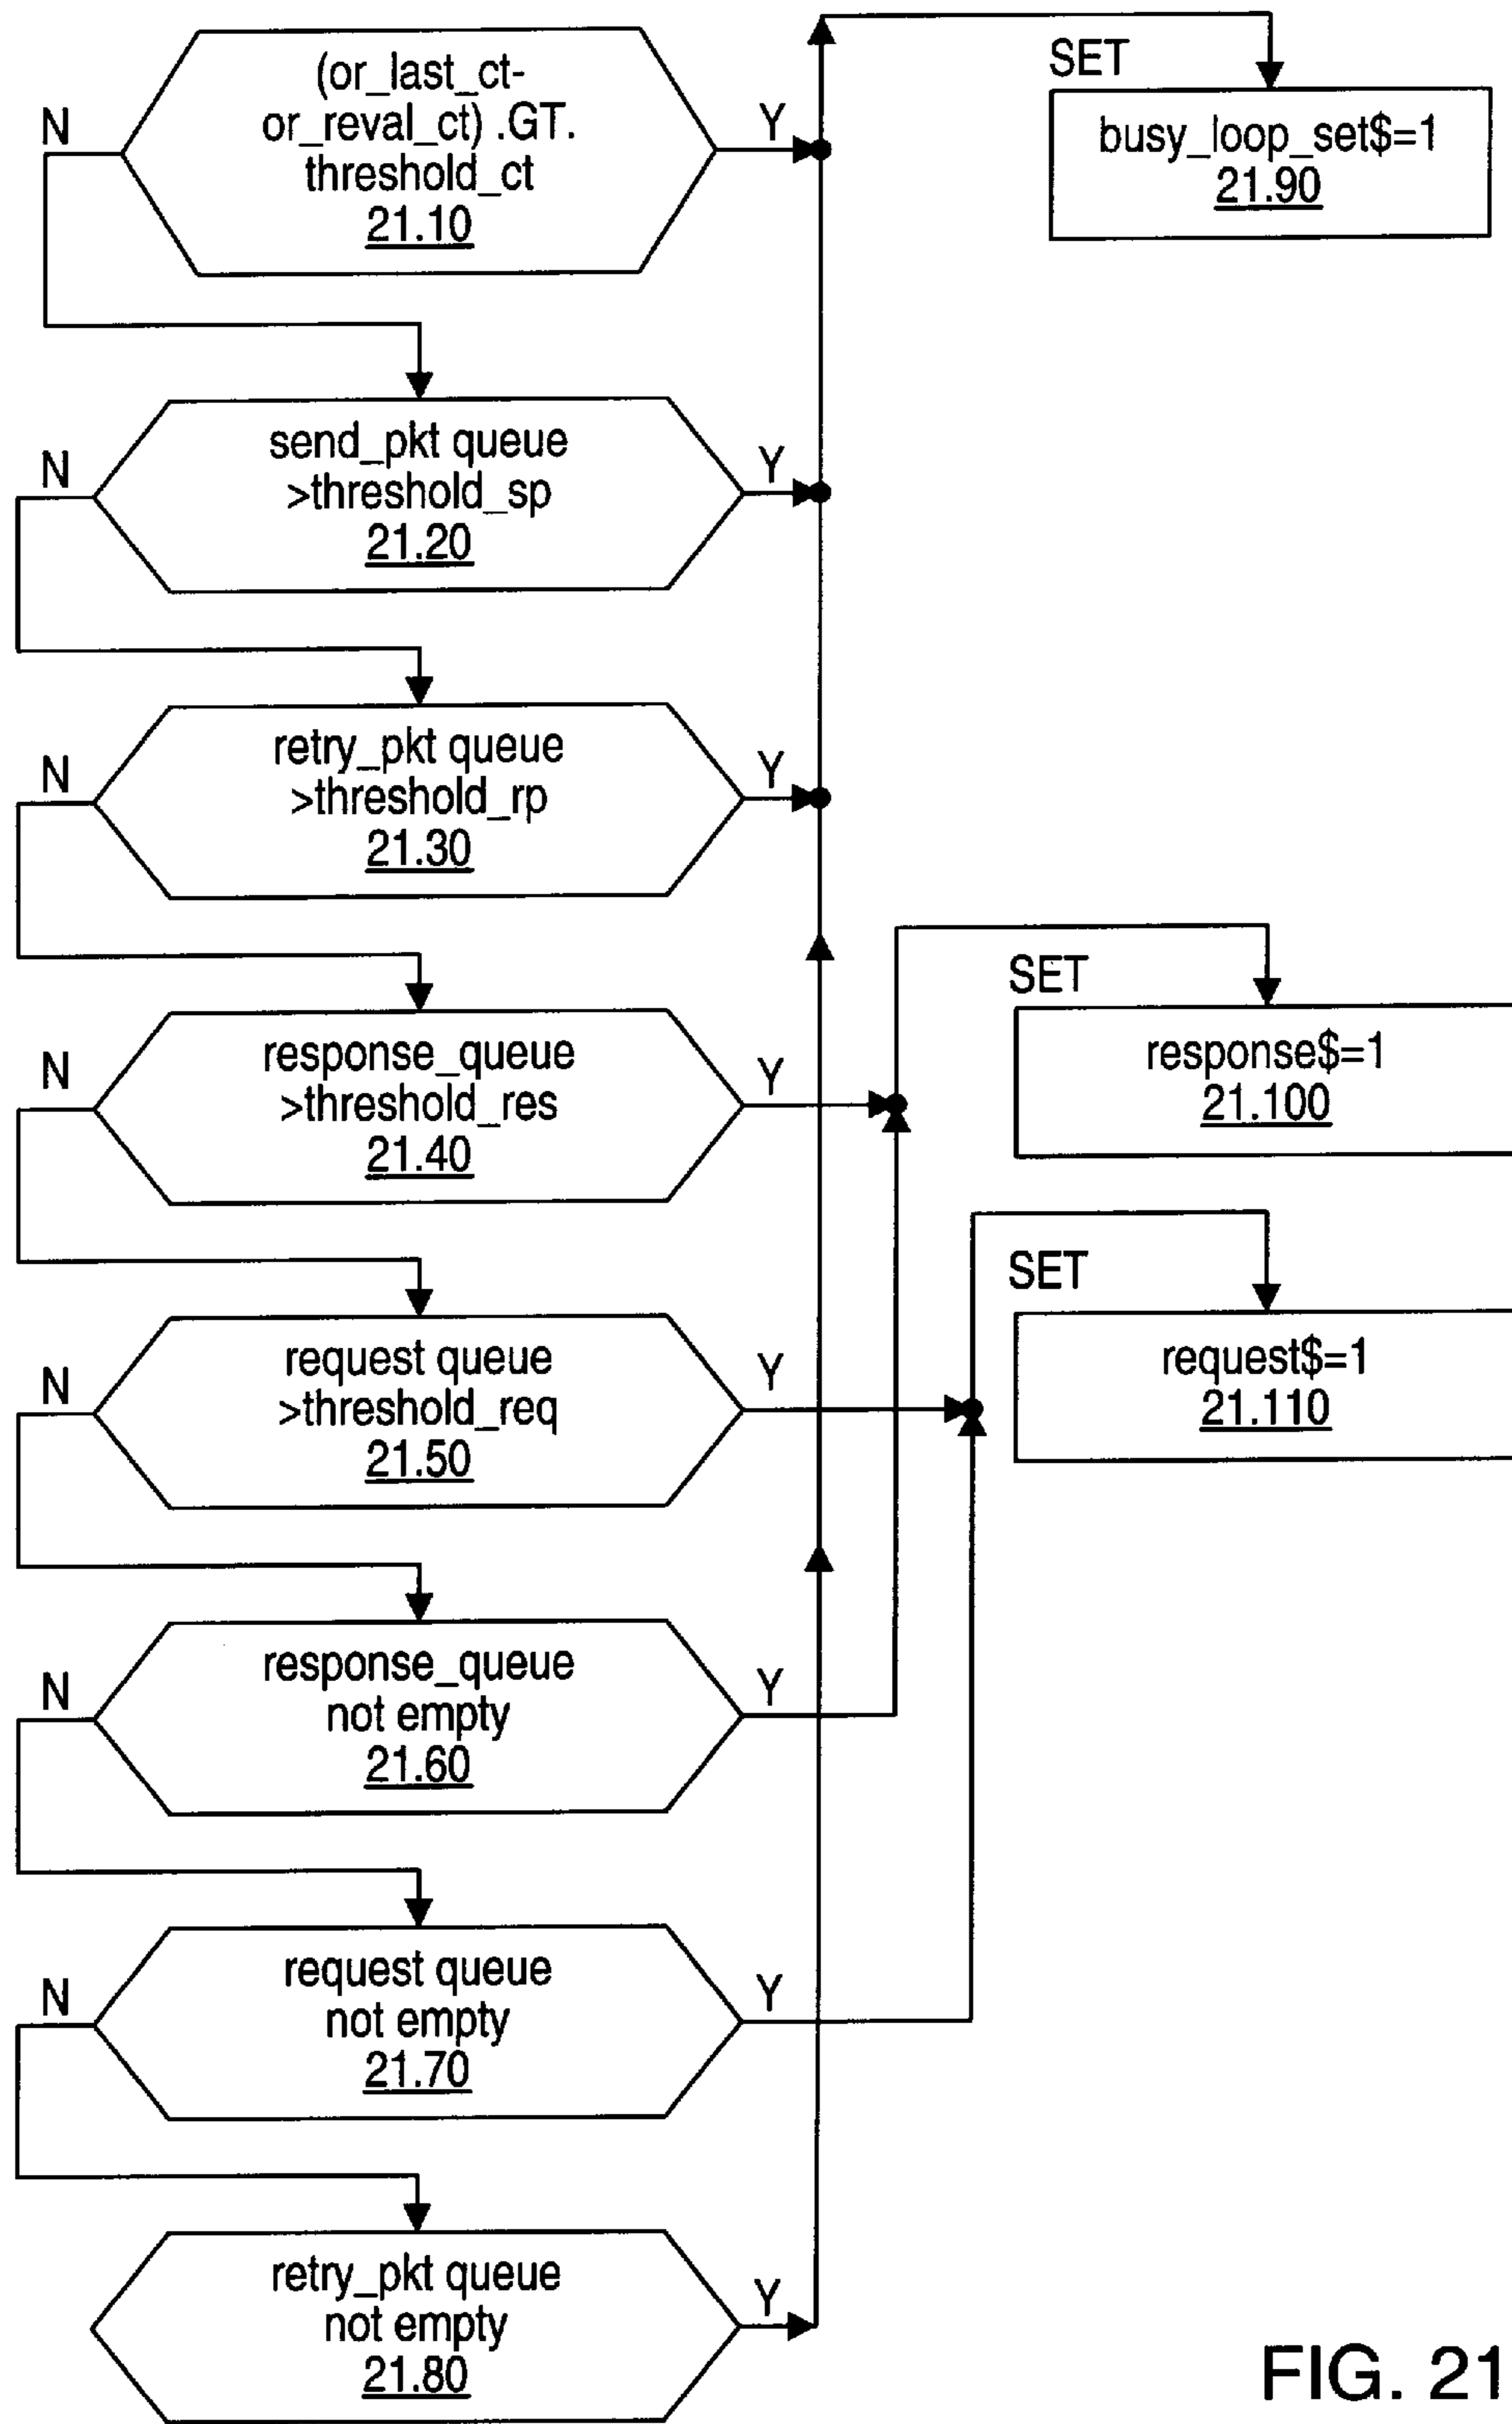 (or_last_ct-
or_reval_ct) .GT.
threshold_ct
21.10
N
Y
SET
busy_loop_set$=1
21.90
send_pkt queue
>threshold_sp
21.20
N
Y
retry_pkt queue
>threshold_rp
21.30
N
Y
response_queue
>threshold_res
21.40
N
Y
SET
response$=1
21.100
request queue
>threshold_req
21.50
N
Y
SET
request$=1
21.110
response_queue
not empty
21.60
N
Y
request queue
not empty
21.70
N
Y
retry_pkt queue
not empty
21.80
Y
FIG. 21